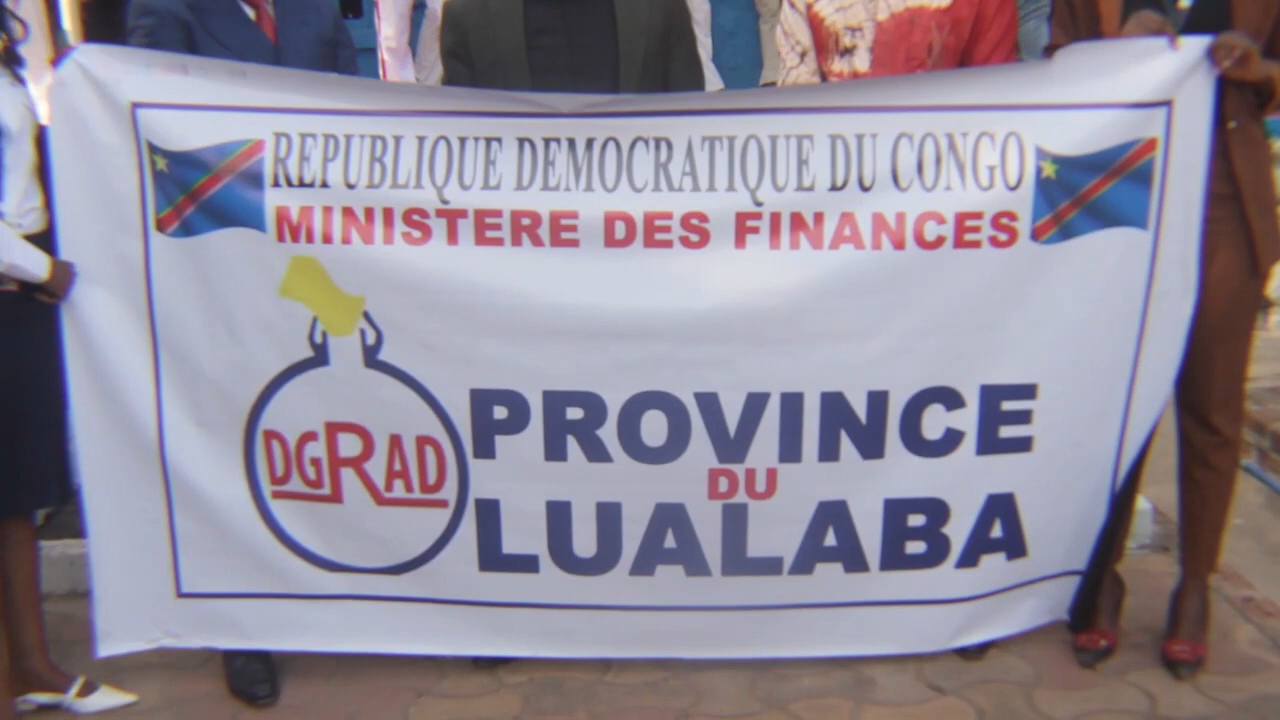 REPUBLIQUE DEMOCRATIQUE DU CONGO
MINISTERE DES FINANCES
DGRAD
PROVINCE
DU
LUALABA